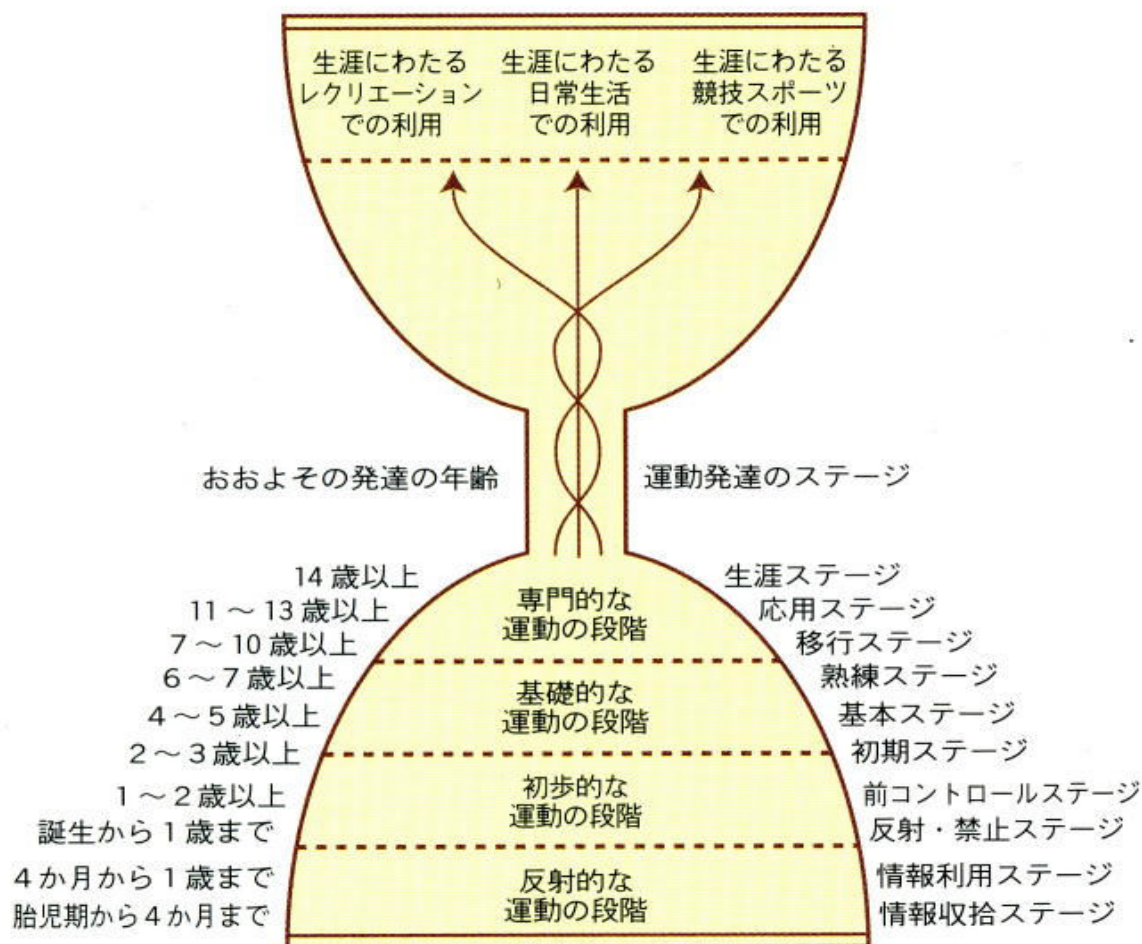 生涯にわたる
レクリエーション
での利用
生涯にわたる
日常生活
での利用
生涯にわたる
競技スポーツ
での利用
おおよその発達の年齢
運動発達のステージ
14歳以上
11～13歳以上
7～10歳以上
6～7歳以上
4～5歳以上
2～3歳以上
1～2歳以上
誕生から1歳まで
4か月から1歳まで
胎児期から4か月まで
専門的な
運動の段階
基礎的な
運動の段階
初歩的な
運動の段階
反射的な
運動の段階
生涯ステージ
応用ステージ
移行ステージ
熟練ステージ
基本ステージ
初期ステージ
前コントロールステージ
反射・禁止ステージ
情報利用ステージ
情報収拾ステージ